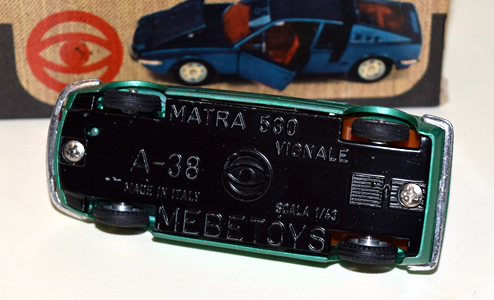 MATRA 530
VIGNALE
A-38
MADE IN ITALY
SCALA 1/43
MEBETOYS